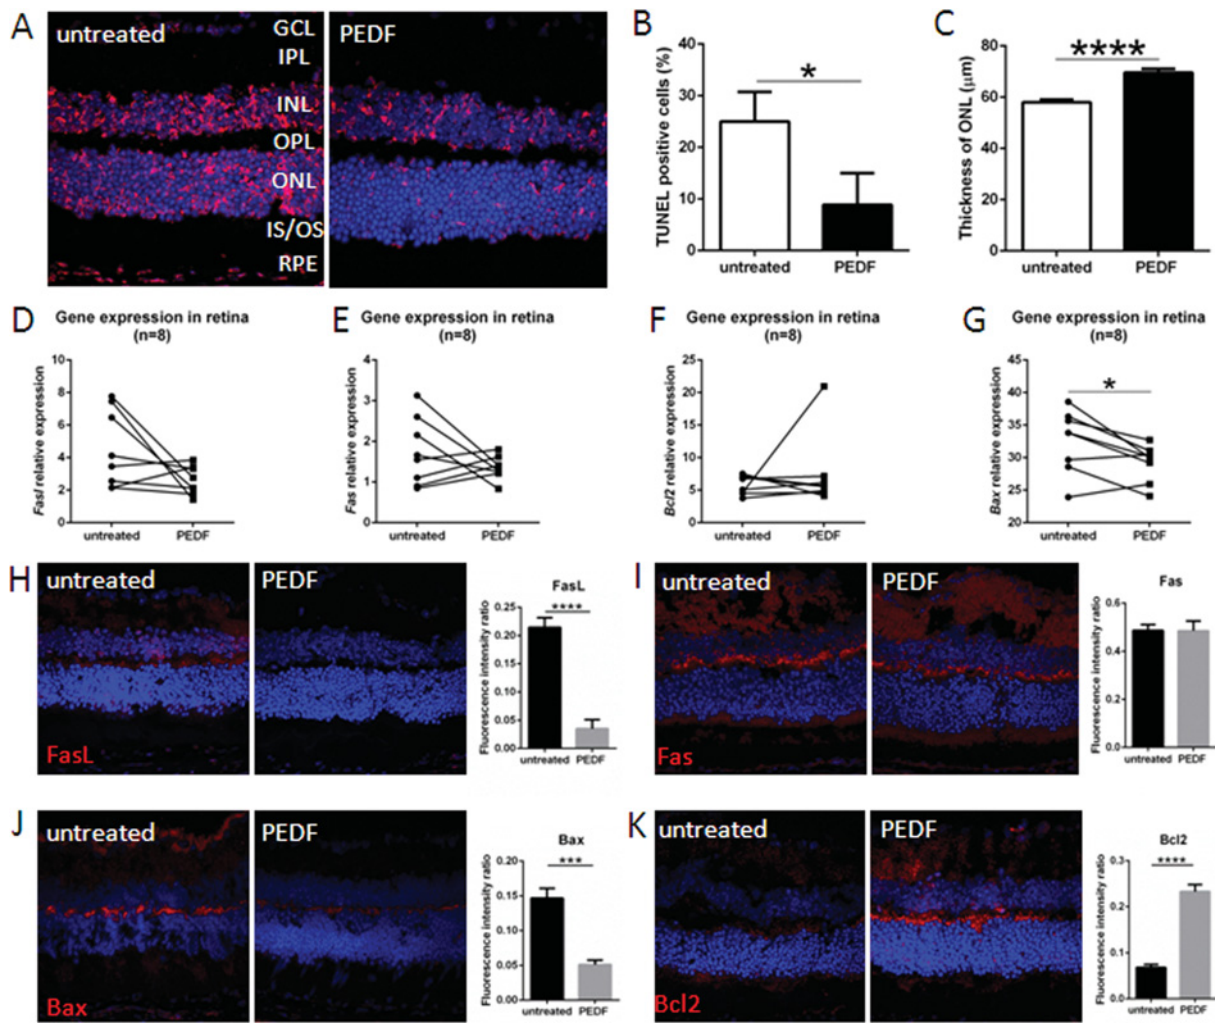 A
untreated
PEDF
GCL
IPL
INL
OPL
ONL
IS/OS
RPE
B
TUNEL positive cells (%)
40
30
20
10
0
*
untreated
PEDF
C
Thickness of ONL (μm)
80
60
40
20
0
****
untreated
PEDF
D
Gene expression in retina
(n=8)
Fasl relative expression
10
8
6
4
2
0
untreated
PEDF
E
Gene expression in retina
(n=8)
Fas relative expression
4
3
2
1
0
untreated
PEDF
F
Gene expression in retina
(n=8)
Bcl2 relative expression
25
20
15
10
5
0
untreated
PEDF
G
Gene expression in retina
(n=8)
Bax relative expression
45
40
35
30
25
20
*
untreated
PEDF
H
untreated
PEDF
FasL
FasL
Fluorescence intensity ratio
0.25
0.20
0.15
0.10
0.05
0.00
****
untreated
PEDF
I
untreated
PEDF
Fas
Fas
Fluorescence intensity ratio
0.6
0.4
0.2
0.0
untreated
PEDF
J
untreated
PEDF
Bax
Bax
Fluorescence intensity ratio
0.20
0.15
0.10
0.05
0.00
***
untreated
PEDF
K
untreated
PEDF
Bcl2
Bcl2
Fluorescence intensity ratio
0.3
0.2
0.1
0.0
****
untreated
PEDF